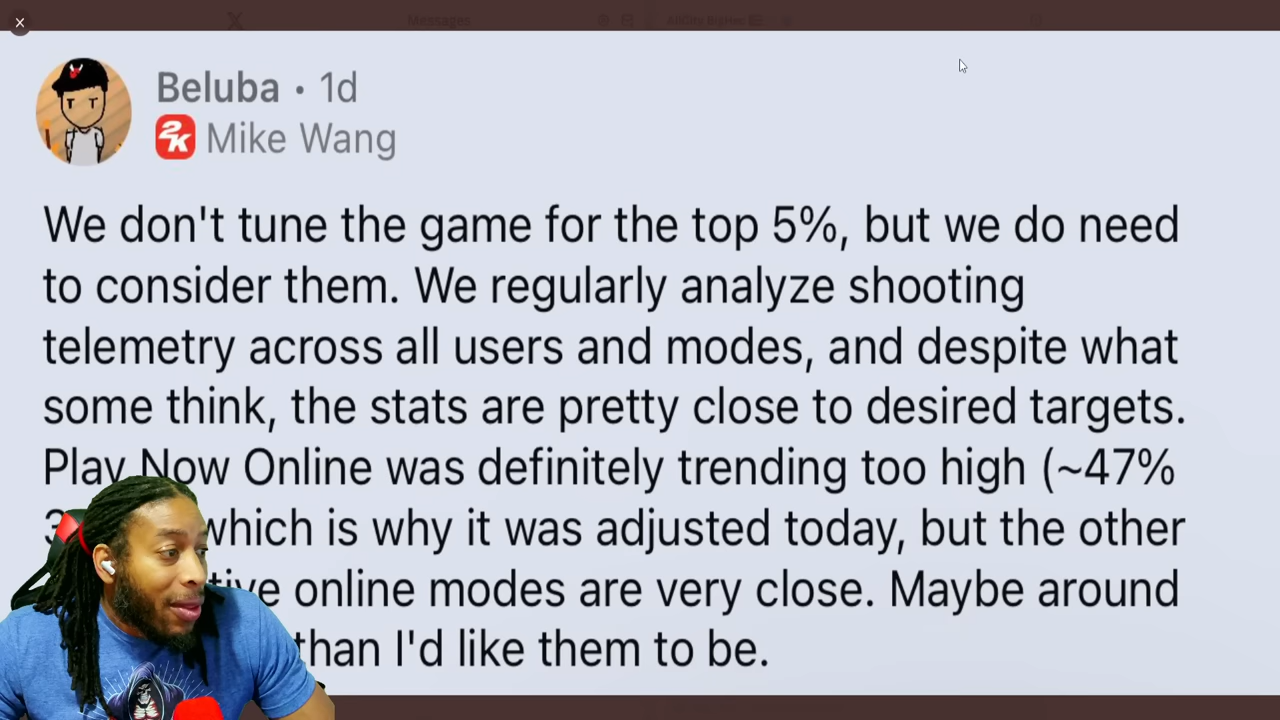 Messages
Beluba • 1d
2K Mike Wang
We don't tune the game for the top 5%, but we do need
to consider them. We regularly analyze shooting
telemetry across all users and modes, and despite what
some think, the stats are pretty close to desired targets.
Play Now Online was definitely trending too high (~47%
which is why it was adjusted today, but the other
online modes are very close. Maybe around
than I'd like them to be.